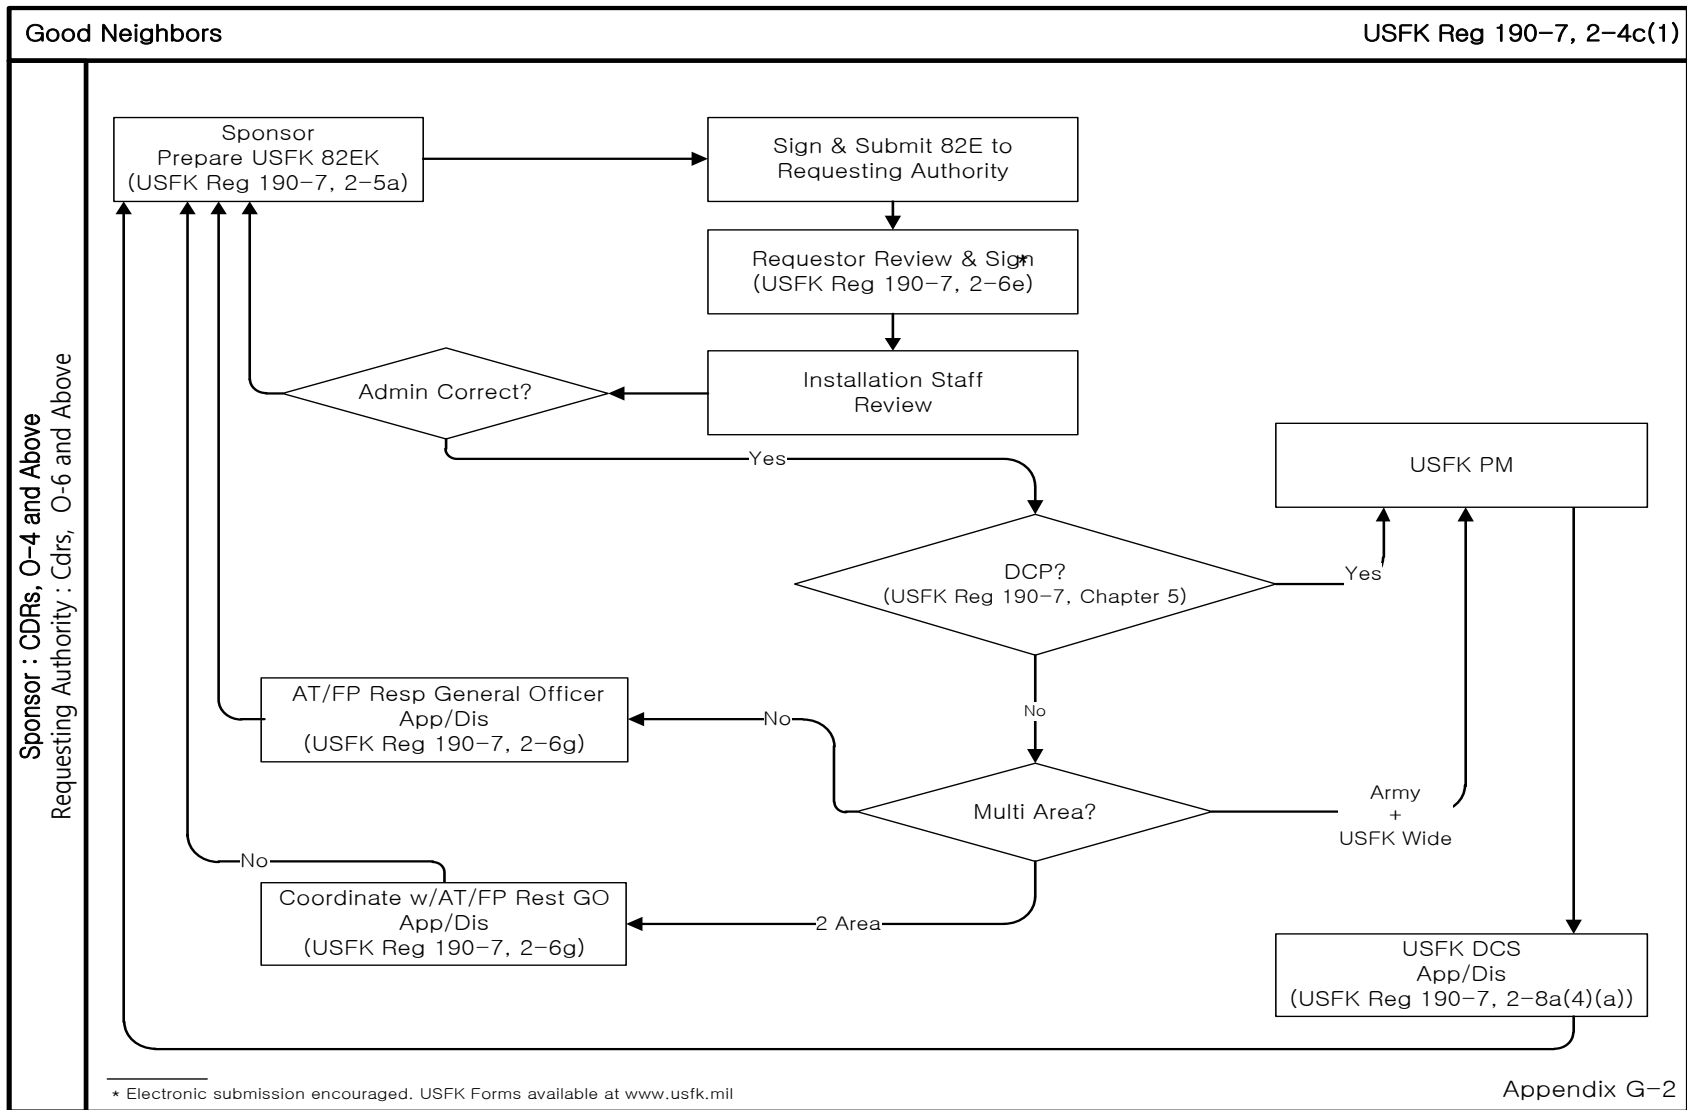 Good Neighbors
USFK Reg 190-7, 2-4c(1)
Sponsor : CDRs, O-4 and Above
Requesting Authority : Cdrs, O-6 and Above
Sponsor
Prepare USFK 82EK
(USFK Reg 190-7, 2-5a)
Sign & Submit 82E to
Requesting Authority
Requestor Review & Sign*
(USFK Reg 190-7, 2-6e)
Installation Staff
Review
Admin Correct?
Yes
USFK PM
DCP?
(USFK Reg 190-7, Chapter 5)
Yes
No
AT/FP Resp General Officer
App/Dis
(USFK Reg 190-7, 2-6g)
No
Multi Area?
Army
+
USFK Wide
No
Coordinate w/AT/FP Rest GO
App/Dis
(USFK Reg 190-7, 2-6g)
2 Area
USFK DCS
App/Dis
(USFK Reg 190-7, 2-8a(4)(a))
* Electronic submission encouraged. USFK Forms available at www.usfk.mil
Appendix G-2